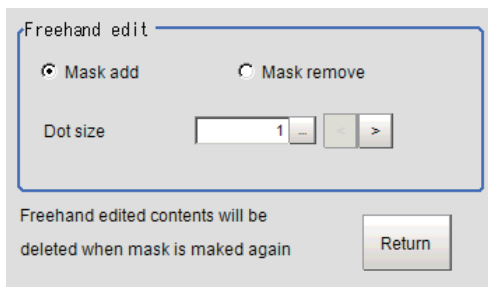 Freehand edit
Mask add Mask remove
Dot size 1 ... < >
Freehand edited contents will be
deleted when mask is maked again
Return